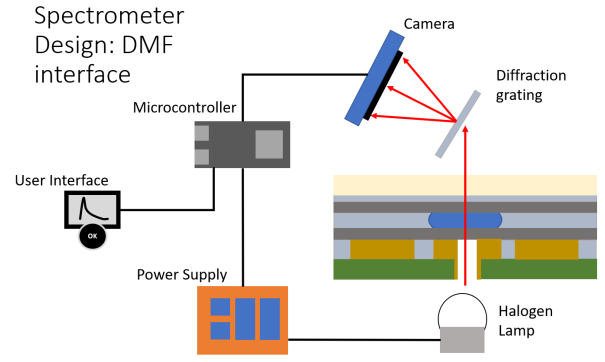 Spectrometer
Design: DMF
interface
Camera
Diffraction
grating
Microcontroller
User Interface
OK
Power Supply
Halogen
Lamp